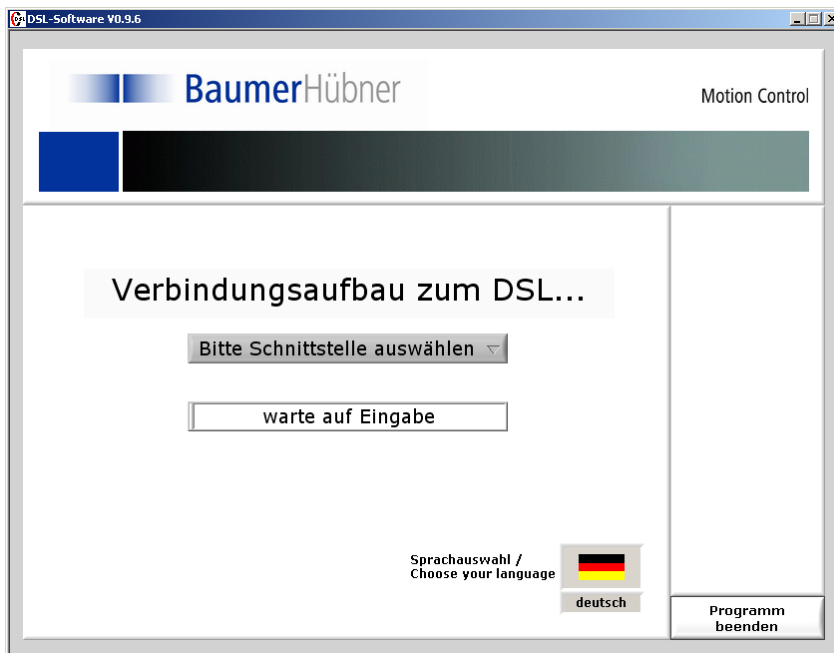 DSL-Software V0.9.6
BaumerHübner
Motion Control
Verbindungsaufbau zum DSL...
Bitte Schnittstelle auswählen
warte auf Eingabe
Sprachauswahl /
Choose your language
deutsch
Programm
beenden